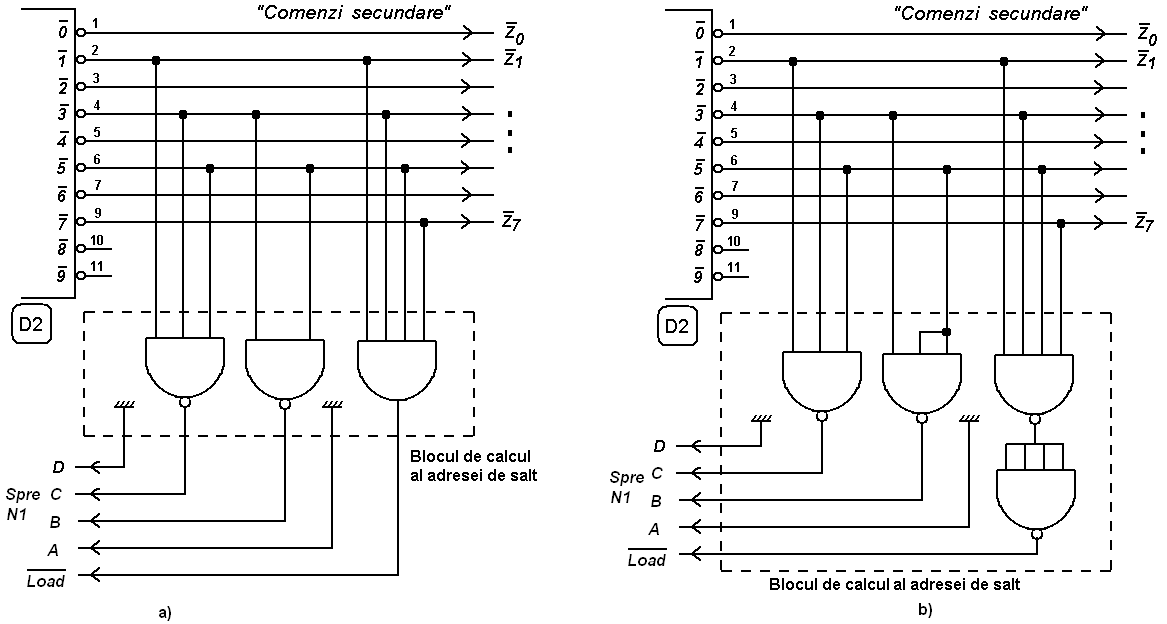 "Comenzi secundare"
0̅ 1 Z̅0
1̅ 2 Z̅1
2̅ 3
3̅ 4
4̅ 5
5̅ 6
6̅ 7
7̅ 9 Z̅7
8̅ 10
9̅ 11
D2
Blocul de calcul
al adresei de salt
D
Spre C
N1
B
A
L̅o̅a̅d̅
a)
"Comenzi secundare"
0̅ 1 Z̅0
1̅ 2 Z̅1
2̅ 3
3̅ 4
4̅ 5
5̅ 6
6̅ 7
7̅ 9 Z̅7
8̅ 10
9̅ 11
D2
D
Spre C
N1 B
A
L̅o̅a̅d̅
Blocul de calcul al adresei de salt
b)